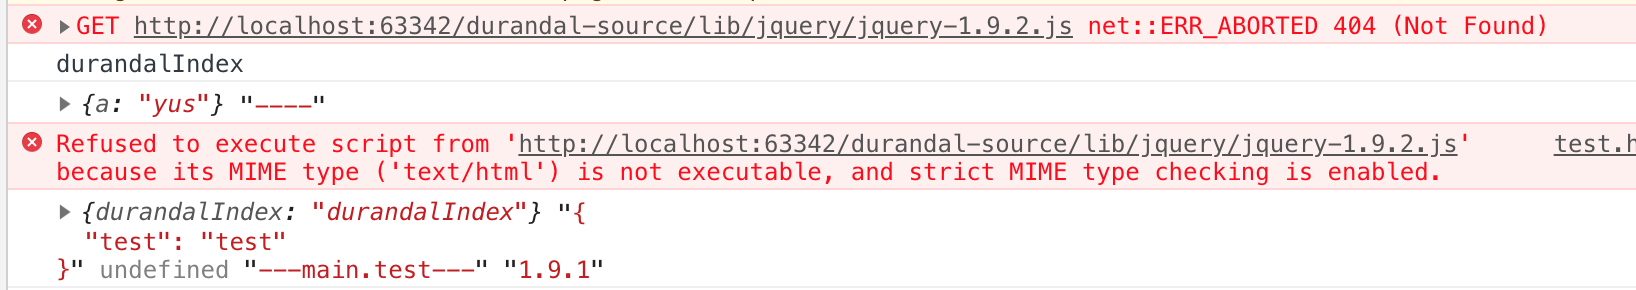 ▶GET http://localhost:63342/durandal-source/lib/jquery/jquery-1.9.2.js net::ERR_ABORTED 404 (Not Found)
durandalIndex
▶ {a: "yus"} "----"
Refused to execute script from 'http://localhost:63342/durandal-source/lib/jquery/jquery-1.9.2.js' test.h
because its MIME type ('text/html') is not executable, and strict MIME type checking is enabled.
▶ {durandalIndex: "durandalIndex"} "{
"test": "test"
}" undefined "---main.test---" "1.9.1"